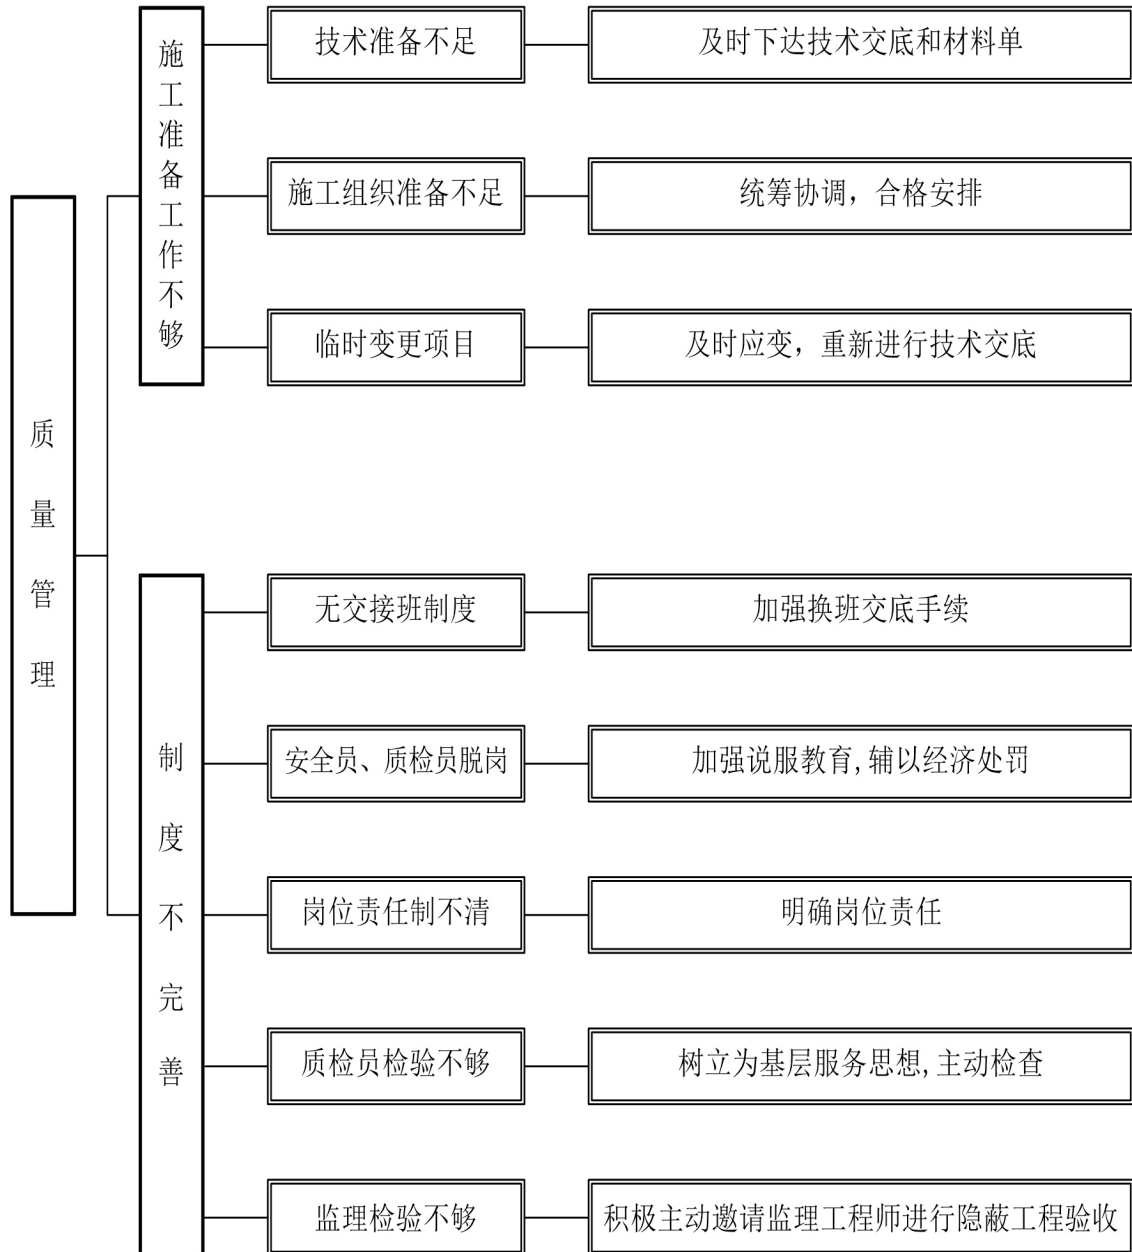 质量管理
施工准备工作不够
技术准备不足
及时下达技术交底和材料单
施工组织准备不足
统筹协调，合格安排
临时变更项目
及时应变，重新进行技术交底
制度不完善
无交接班制度
加强换班交底手续
安全员、质检员脱岗
加强说服教育,辅以经济处罚
岗位责任制不清
明确岗位责任
质检员检验不够
树立为基层服务思想,主动检查
监理检验不够
积极主动邀请监理工程师进行隐蔽工程验收